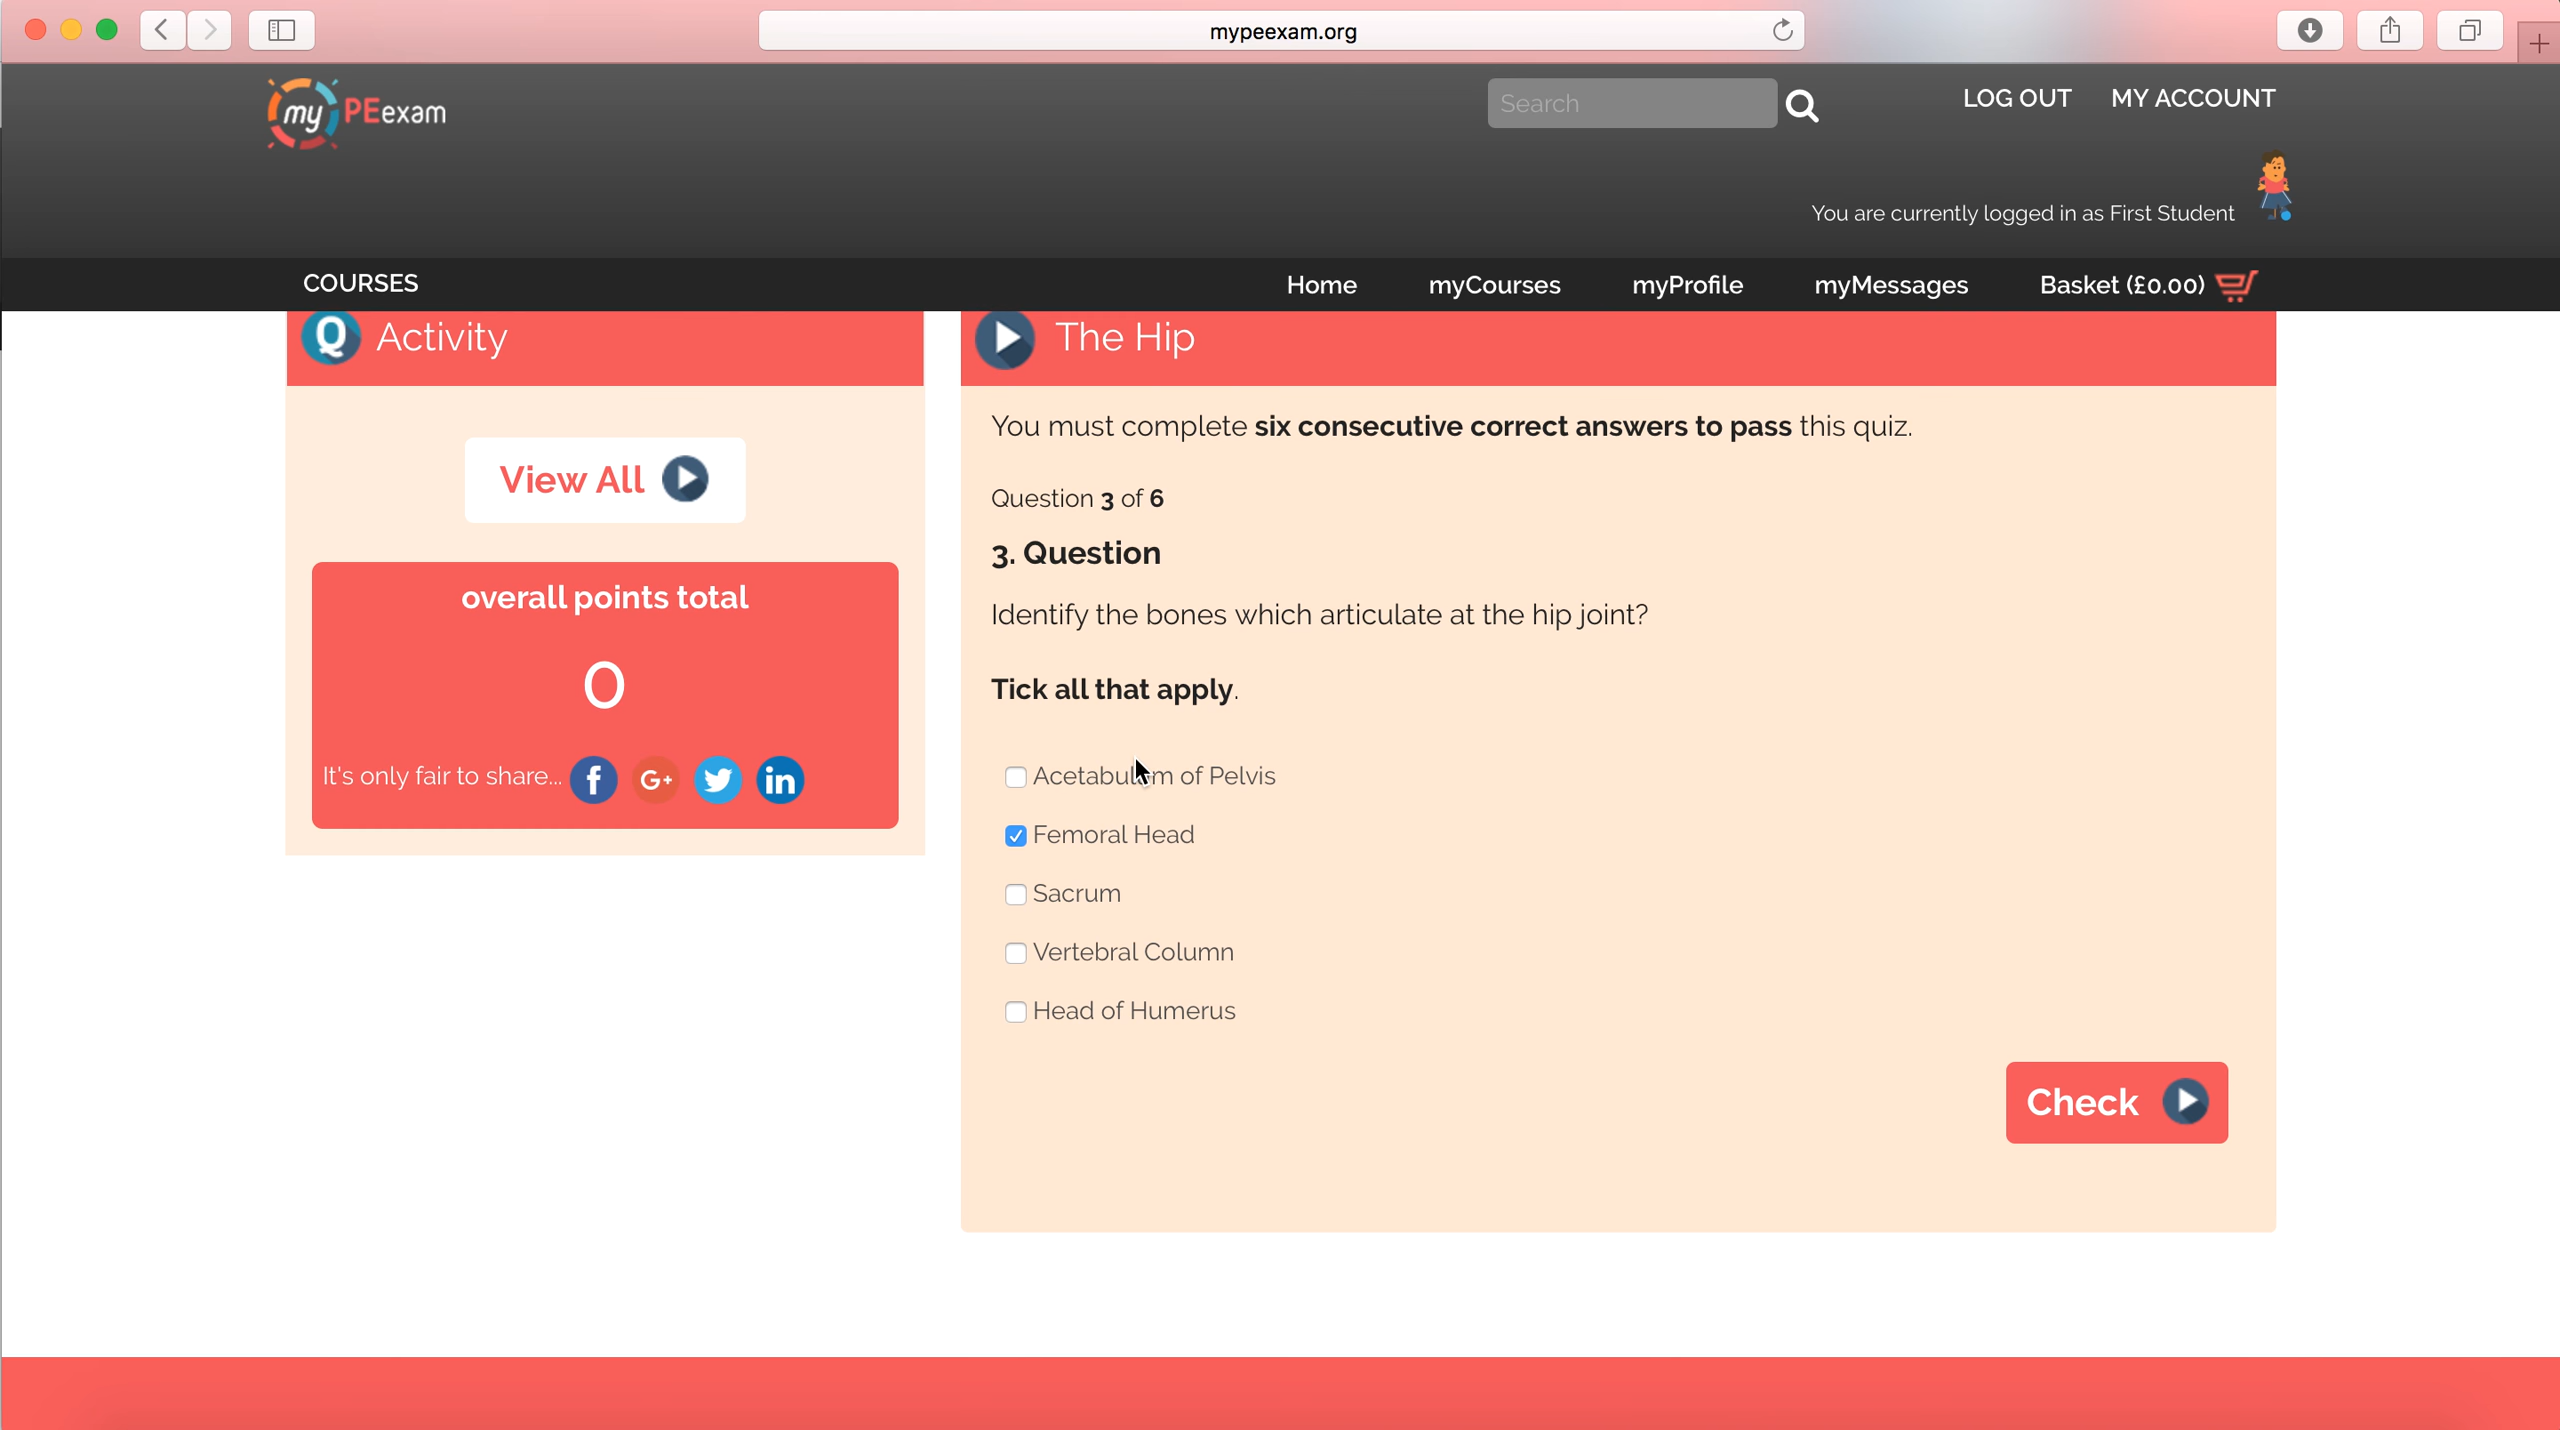 mypeexam.org
my PEexam
Search
LOG OUT MY ACCOUNT
You are currently logged in as First Student
COURSES Home myCourses myProfile myMessages Basket (£0.00)
Q Activity
View All
overall points total
0
It's only fair to share...
f G+ in
The Hip
You must complete six consecutive correct answers to pass this quiz.
Question 3 of 6
3. Question
Identify the bones which articulate at the hip joint?
Tick all that apply.
Acetabulum of Pelvis
Femoral Head
Sacrum
Vertebral Column
Head of Humerus
Check